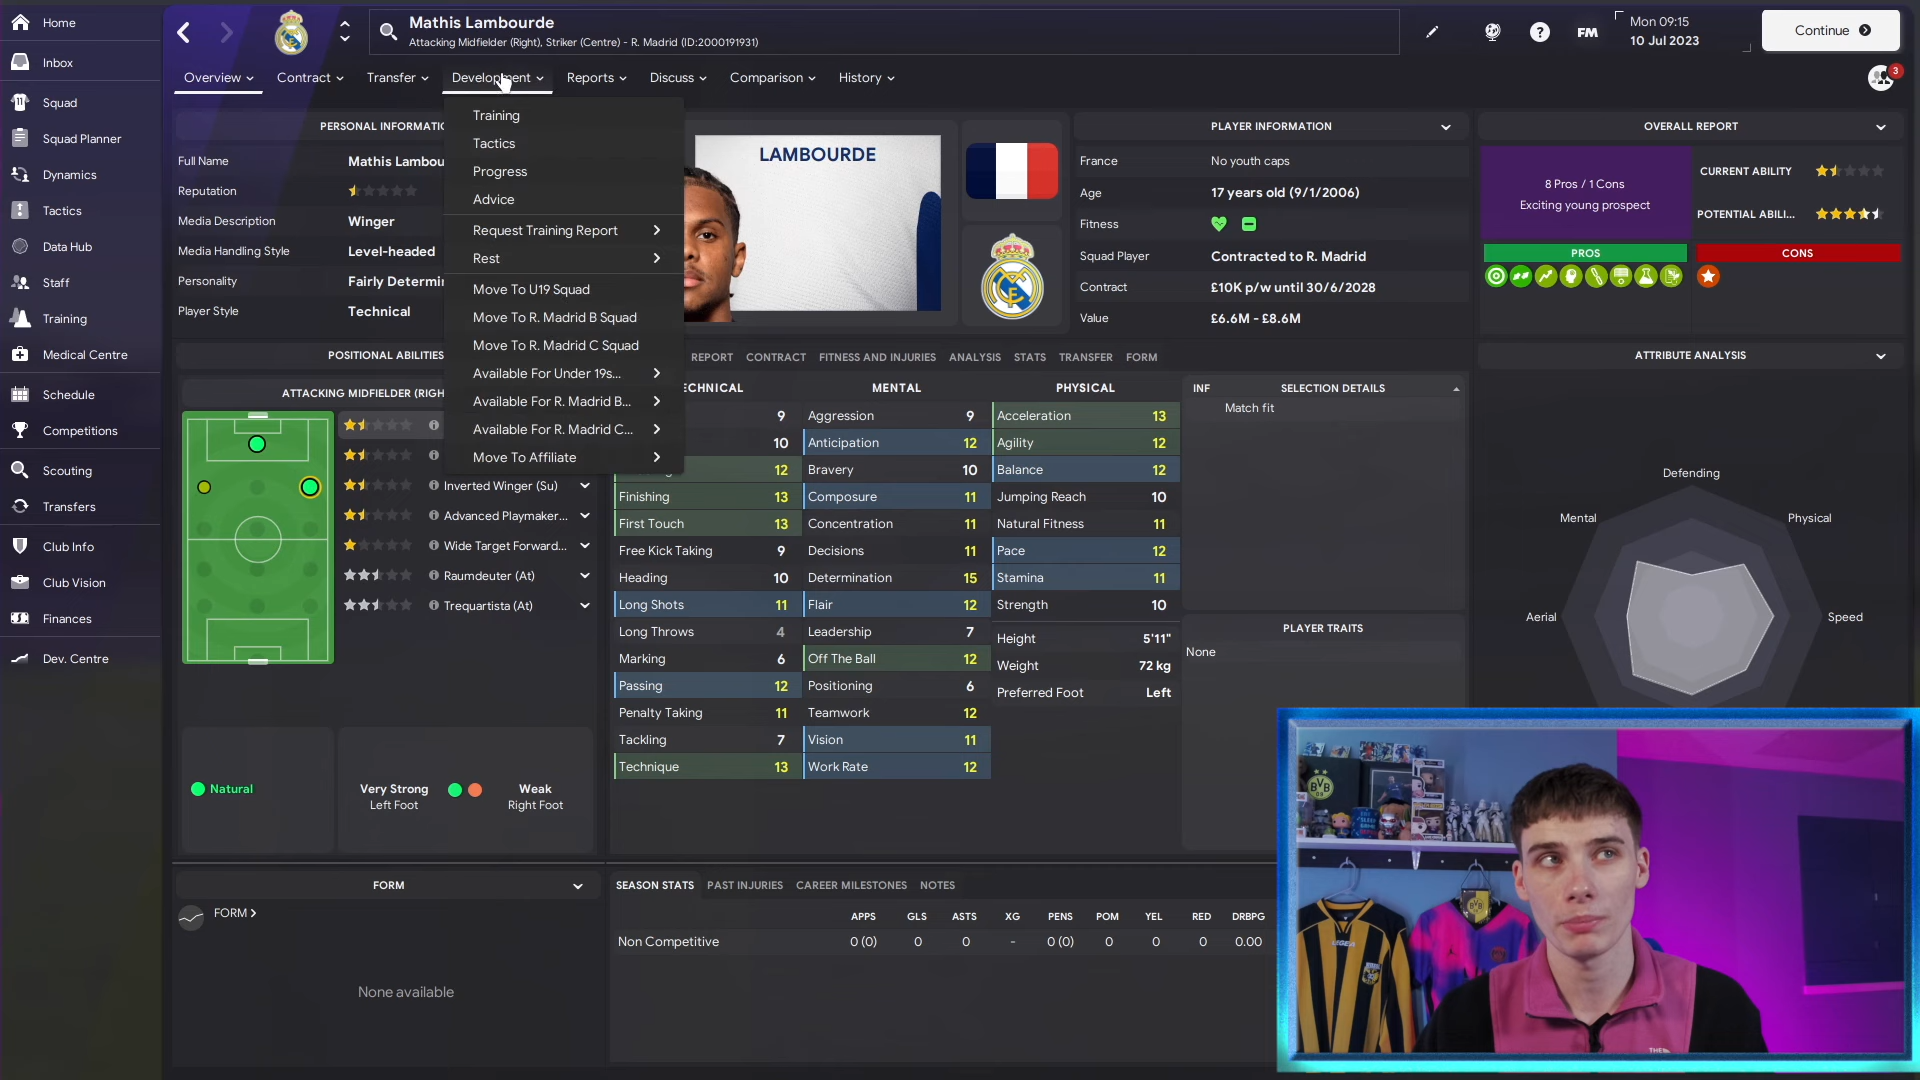 Home
Inbox
Squad
Squad Planner
Dynamics
Tactics
Data Hub
Staff
Training
Medical Centre
Schedule
Competitions
Scouting
Transfers
Club Info
Club Vision
Finances
Dev. Centre
Mathis Lambourde
Attacking Midfielder (Right), Striker (Centre) - R. Madrid (ID:2000191931)
FM
Mon 09:15
10 Jul 2023
Continue
3
Overview Contract Transfer Development Reports Discuss Comparison History
Training
Tactics
Progress
Advice
Request Training Report
Rest
Move To U19 Squad
Move To R. Madrid B Squad
Move To R. Madrid C Squad
Available For Under 19s...
Available For R. Madrid B...
Available For R. Madrid C...
Move To Affiliate
PERSONAL INFORMATIO
Full Name Mathis Lambou
Reputation
Media Description Winger
Media Handling Style Level-headed
Personality Fairly Determi
Player Style Technical
LAMBOURDE
PLAYER INFORMATION
France No youth caps
Age 17 years old (9/1/2006)
Fitness
Squad Player Contracted to R. Madrid
Contract £10K p/w until 30/6/2028
Value £6.6M - £8.6M
OVERALL REPORT
8 Pros / 1 Cons
Exciting young prospect
CURRENT ABILITY
POTENTIAL ABILI...
PROS CONS
POSITIONAL ABILITIES
ATTACKING MIDFIELDER (RIGH
Inverted Winger (Su)
Advanced Playmaker...
Wide Target Forward...
Raumdeuter (At)
Trequartista (At)
Natural
Very Strong
Left Foot
Weak
Right Foot
REPORT CONTRACT FITNESS AND INJURIES ANALYSIS STATS TRANSFER FORM
ECHNICAL MENTAL PHYSICAL
9 Aggression 9 Acceleration 13
10 Anticipation 12 Agility 12
12 Bravery 10 Balance 12
Finishing 13 Composure 11 Jumping Reach 10
First Touch 13 Concentration 11 Natural Fitness 11
Free Kick Taking 9 Decisions 11 Pace 12
Heading 10 Determination 15 Stamina 11
Long Shots 11 Flair 12 Strength 10
Long Throws 4 Leadership 7 Height 5'11"
Marking 6 Off The Ball 12 Weight 72 kg
Passing 12 Positioning 6 Preferred Foot Left
Penalty Taking 11 Teamwork 12
Tackling 7 Vision 11
Technique 13 Work Rate 12
INF SELECTION DETAILS
Match fit
PLAYER TRAITS
None
ATTRIBUTE ANALYSIS
Defending
Mental Physical
Aerial Speed
FORM
FORM
None available
SEASON STATS PAST INJURIES CAREER MILESTONES NOTES
APPS GLS ASTS XG PENS POM YEL RED DRBPG
Non Competitive 0 (0) 0 0 - 0 (0) 0 0 0 0.00
BVB
09